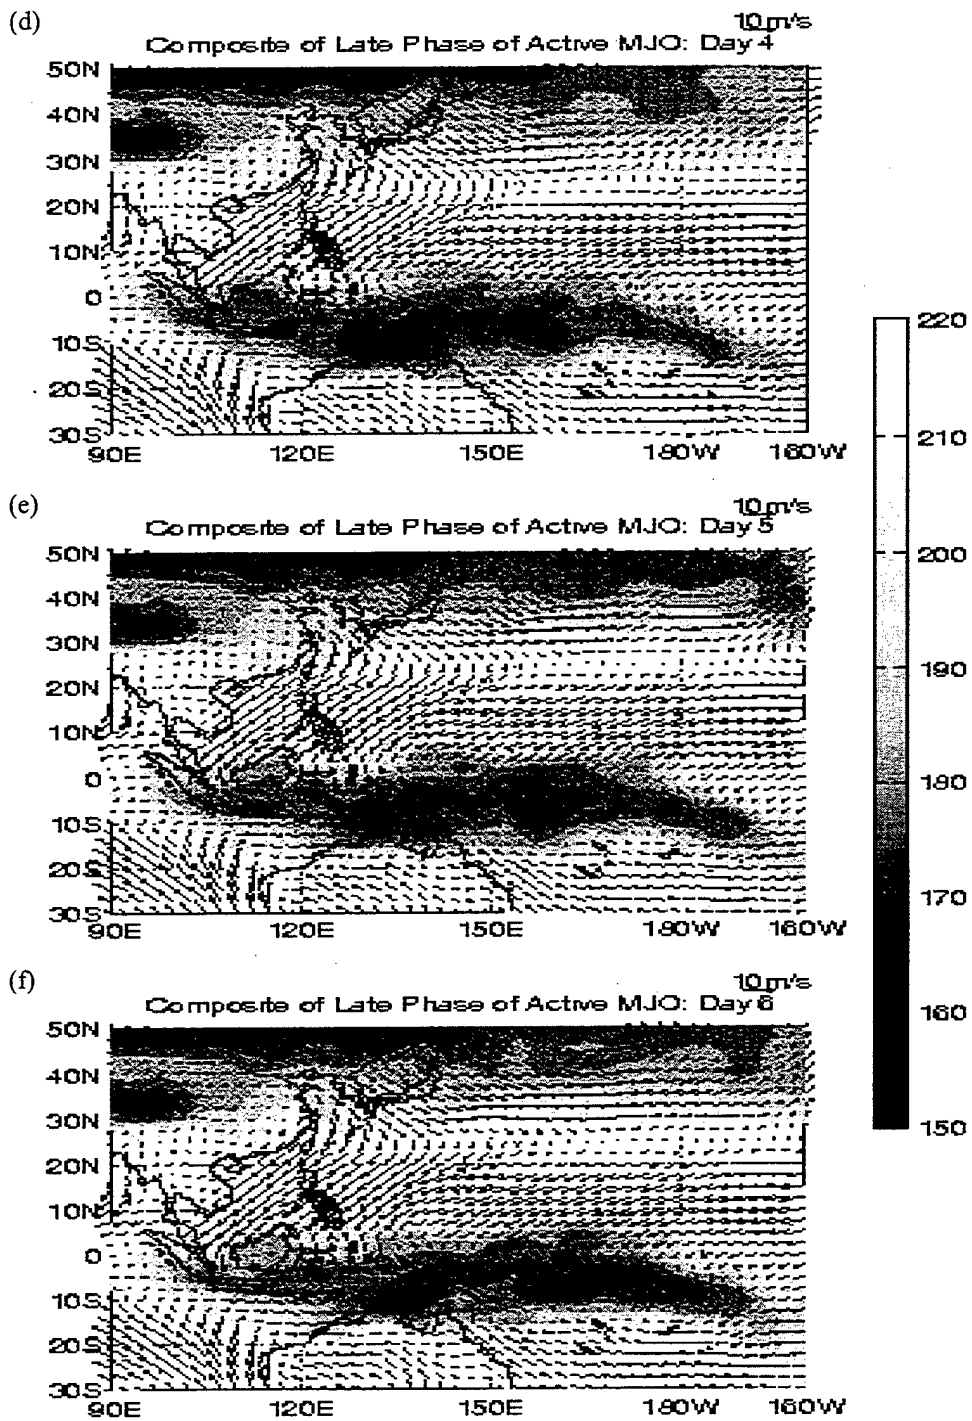 (d)
10 m/s
Composite of Late Phase of Active MJO: Day 4
50N
40N
30N
20N
10N
0
10S
20S
30S
90E 120E 150E 180W 160W
(e)
10 m/s
Composite of Late Phase of Active MJO: Day 5
50N
40N
30N
20N
10N
0
10S
20S
30S
90E 120E 150E 180W 160W
(f)
10 m/s
Composite of Late Phase of Active MJO: Day 6
50N
40N
30N
20N
10N
0
10S
20S
30S
90E 120E 150E 180W 160W
220
210
200
190
180
170
160
150